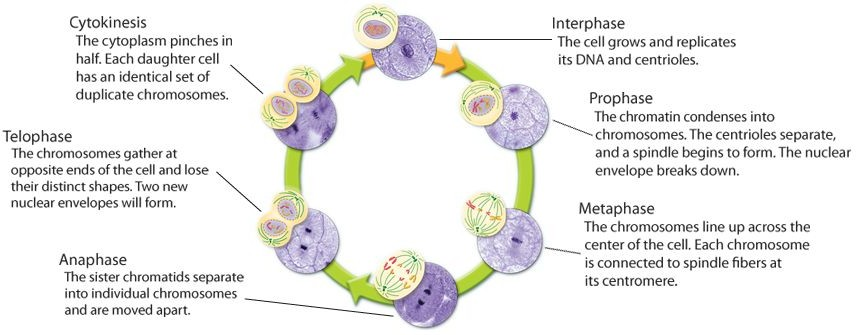 Interphase
The cell grows and replicates
its DNA and centrioles.
Prophase
The chromatin condenses into
chromosomes. The centrioles separate,
and a spindle begins to form. The nuclear
envelope breaks down.
Metaphase
The chromosomes line up across the
center of the cell. Each chromosome
is connected to spindle fibers at
its centromere.
Anaphase
The sister chromatids separate
into individual chromosomes
and are moved apart.
Telophase
The chromosomes gather at
opposite ends of the cell and lose
their distinct shapes. Two new
nuclear envelopes will form.
Cytokinesis
The cytoplasm pinches in
half. Each daughter cell
has an identical set of
duplicate chromosomes.